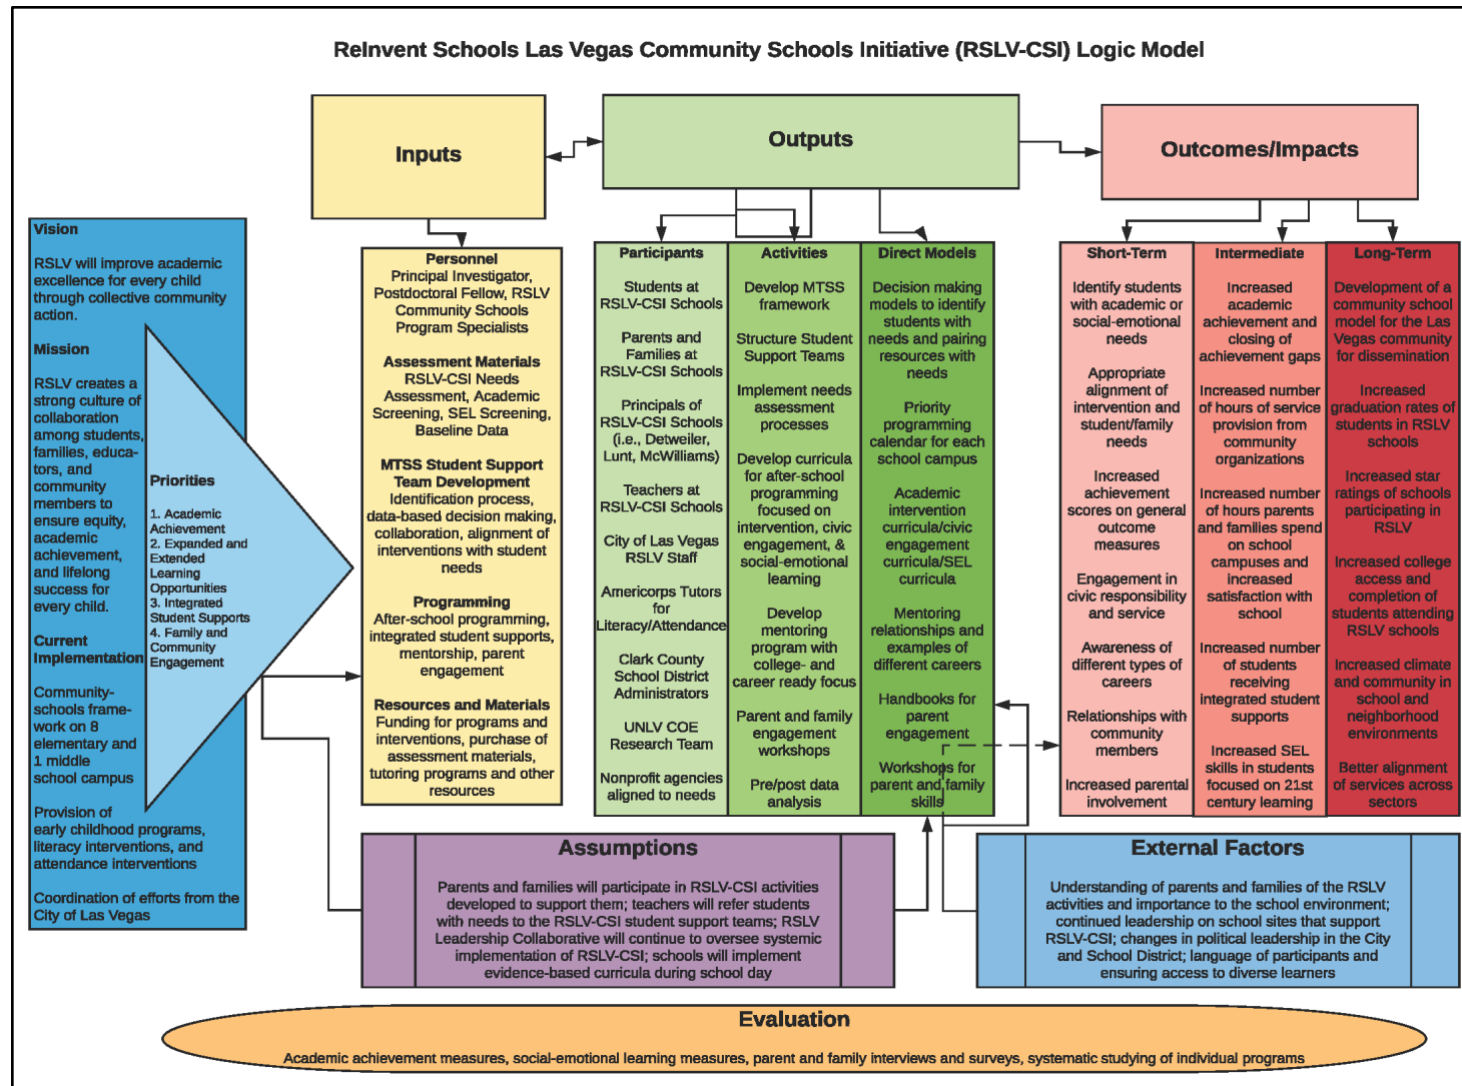 ReInvent Schools Las Vegas Community Schools Initiative (RSLV-CSI) Logic Model
Inputs
Outputs
Outcomes/Impacts
Vision
RSLV will improve academic
excellence for every child
through collective community
action.
Mission
RSLV creates a
strong culture of
collaboration
among students,
families, educa-
tors, and
community
members to
ensure equity,
academic
achievement,
and lifelong
success for
every child.
Current
Implementation
Community-
schools frame-
work on 8
elementary and
1 middle
school campus
Provision of
early childhood programs,
literacy interventions, and
attendance interventions
Coordination of efforts from the
City of Las Vegas
Priorities
1. Academic
Achievement
2. Expanded and
Extended
Learning
Opportunities
3. Integrated
Student Supports
4. Family and
Community
Engagement
Personnel
Principal Investigator,
Postdoctoral Fellow, RSLV
Community Schools
Program Specialists
Assessment Materials
RSLV-CSI Needs
Assessment, Academic
Screening, SEL Screening,
Baseline Data
MTSS Student Support
Team Development
Identification process,
data-based decision making,
collaboration, alignment of
interventions with student
needs
Programming
After-school programming,
integrated student supports,
mentorship, parent
engagement
Resources and Materials
Funding for programs and
interventions, purchase of
assessment materials,
tutoring programs and other
resources
Participants
Students at
RSLV-CSI Schools
Parents and
Families at
RSLV-CSI Schools
Principals of
RSLV-CSI Schools
(i.e., Detweiler,
Lunt, McWilliams)
Teachers at
RSLV-CSI Schools
City of Las Vegas
RSLV Staff
Americorps Tutors
for
Literacy/Attendance
Clark County
School District
Administrators
UNLV COE
Research Team
Nonprofit agencies
aligned to needs
Activities
Develop MTSS
framework
Structure Student
Support Teams
Implement needs
assessment
processes
Develop curricula
for after-school
programming
focused on
intervention, civic
engagement, &
social-emotional
learning
Develop
mentoring
program with
college- and
career ready focus
Parent and family
engagement
workshops
Pre/post data
analysis
Direct Models
Decision making
models to identify
students with
needs and pairing
resources with
needs
Priority
programming
calendar for each
school campus
Academic
intervention
curricula/civic
engagement
curricula/SEL
curricula
Mentoring
relationships and
examples of
different careers
Handbooks for
parent
engagement
Workshops for
parent and family
skills
Short-Term
Identify students
with academic or
social-emotional
needs
Appropriate
alignment of
intervention and
student/family
needs
Increased
achievement
scores on general
outcome
measures
Engagement in
civic responsibility
and service
Awareness of
different types of
careers
Relationships with
community
members
Increased parental
involvement
Intermediate
Increased
academic
achievement and
closing of
achievement gaps
Increased number
of hours of service
provision from
community
organizations
Increased number
of hours parents
and families spend
on school
campuses and
increased
satisfaction with
school
Increased number
of students
receiving
integrated student
supports
Increased SEL
skills in students
focused on 21st
century learning
Long-Term
Development of a
community school
model for the Las
Vegas community
for dissemination
Increased
graduation rates of
students in RSLV
schools
Increased star
ratings of schools
participating in
RSLV
Increased college
access and
completion of
students attending
RSLV schools
Increased climate
and community in
school and
neighborhood
environments
Better alignment
of services across
sectors
Assumptions
Parents and families will participate in RSLV-CSI activities
developed to support them; teachers will refer students
with needs to the RSLV-CSI student support teams; RSLV
Leadership Collaborative will continue to oversee systemic
implementation of RSLV-CSI; schools will implement
evidence-based curricula during school day
External Factors
Understanding of parents and families of the RSLV
activities and importance to the school environment;
continued leadership on school sites that support
RSLV-CSI; changes in political leadership in the City
and School District; language of participants and
ensuring access to diverse learners
Evaluation
Academic achievement measures, social-emotional learning measures, parent and family interviews and surveys, systematic studying of individual programs